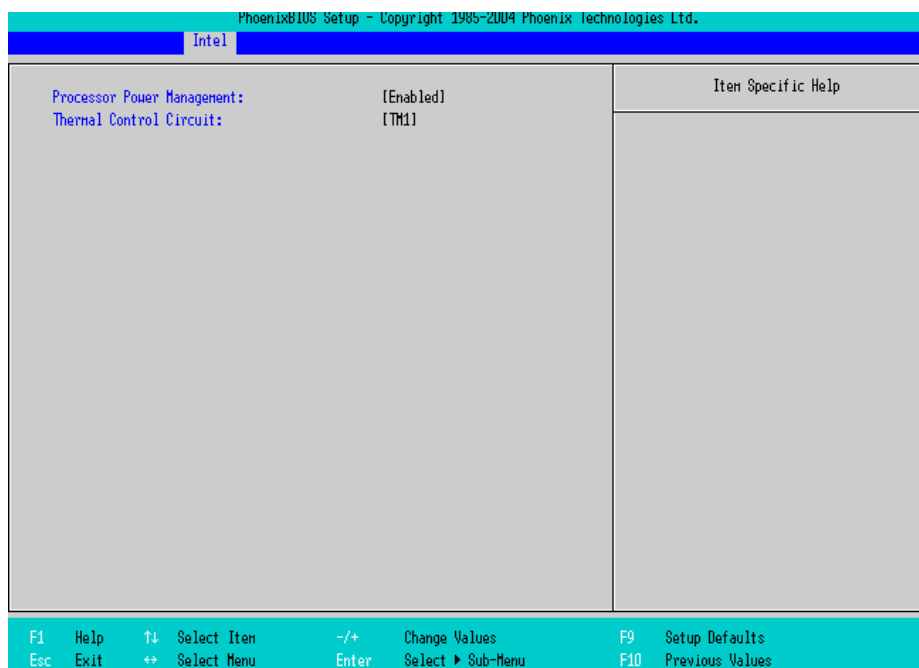 PhoenixBIOS Setup - Copyright 1985-2004 Phoenix Technologies Ltd.
Intel
Item Specific Help
Processor Power Management: [Enabled]
Thermal Control Circuit: [TM1]
F1 Help ↑↓ Select Item -/+ Change Values F9 Setup Defaults
Esc Exit ↔ Select Menu Enter Select ▶ Sub-Menu F10 Previous Values